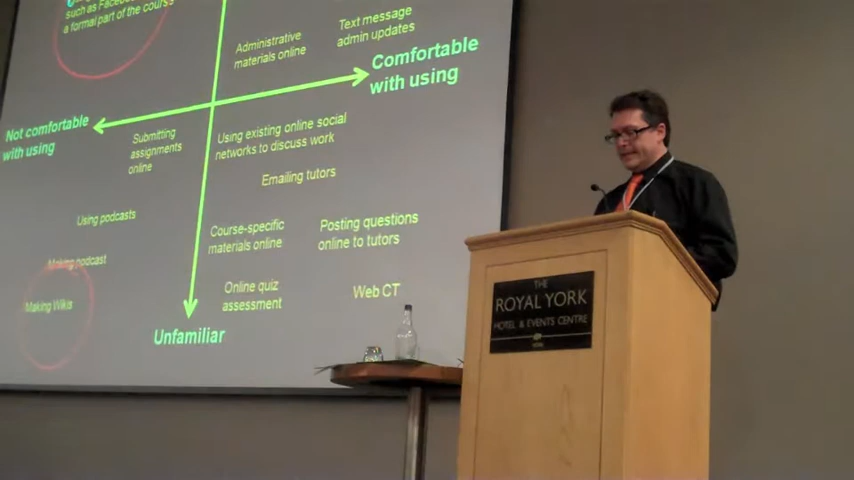 such as Facebook
a formal part of the course
Text message
admin updates
Administrative
materials online
Comfortable
with using
Not comfortable
with using
Submitting
assignments
online
Using existing online social
networks to discuss work
Emailing tutors
Using podcasts
Course-specific
materials online
Posting questions
online to tutors
Making podcast
Making Wikis
Online quiz
assessment
Web CT
Unfamiliar
THE
ROYAL YORK
HOTEL & EVENTS CENTRE
YORK